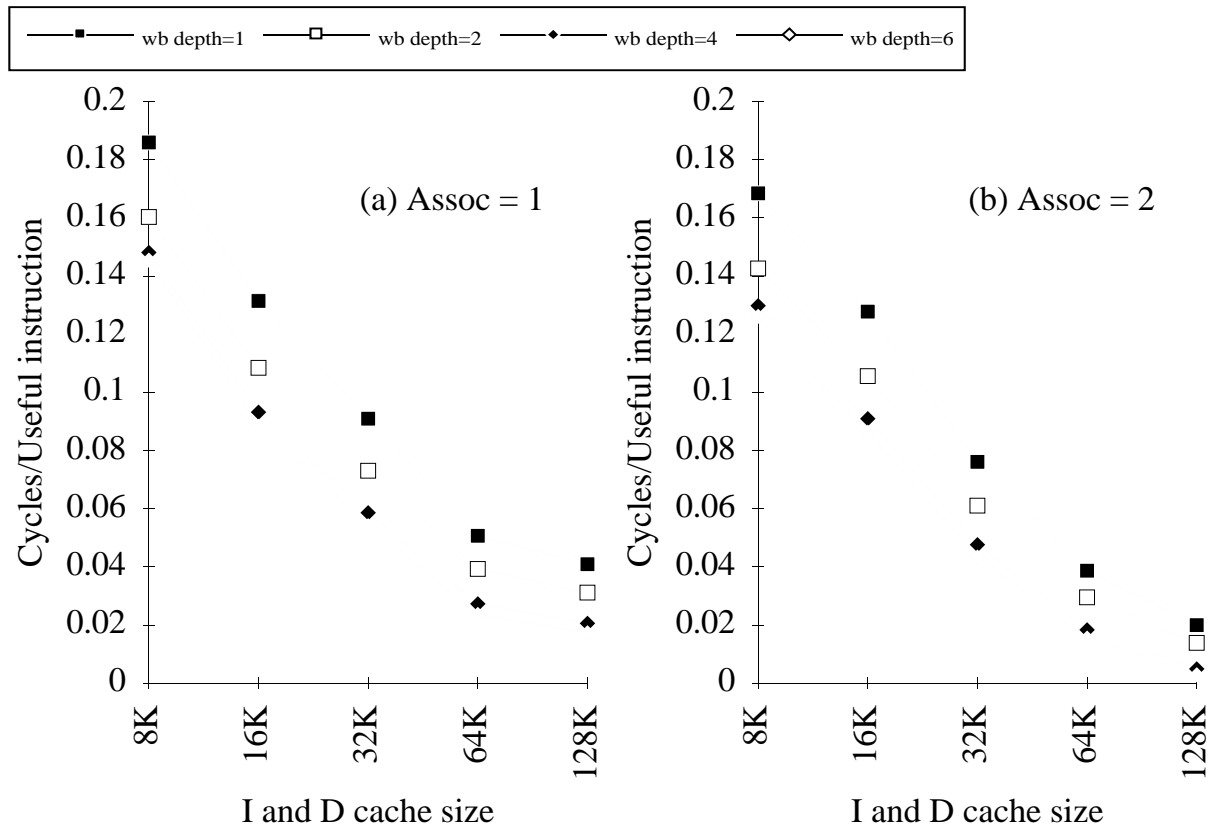 wb depth=1 wb depth=2 wb depth=4 wb depth=6
0.2
0.18
0.16
0.14
0.12
0.1
0.08
0.06
0.04
0.02
0
Cycles/Useful instruction
(a) Assoc = 1
8K 16K 32K 64K 128K
I and D cache size
0.2
0.18
0.16
0.14
0.12
0.1
0.08
0.06
0.04
0.02
0
Cycles/Useful instruction
(b) Assoc = 2
8K 16K 32K 64K 128K
I and D cache size